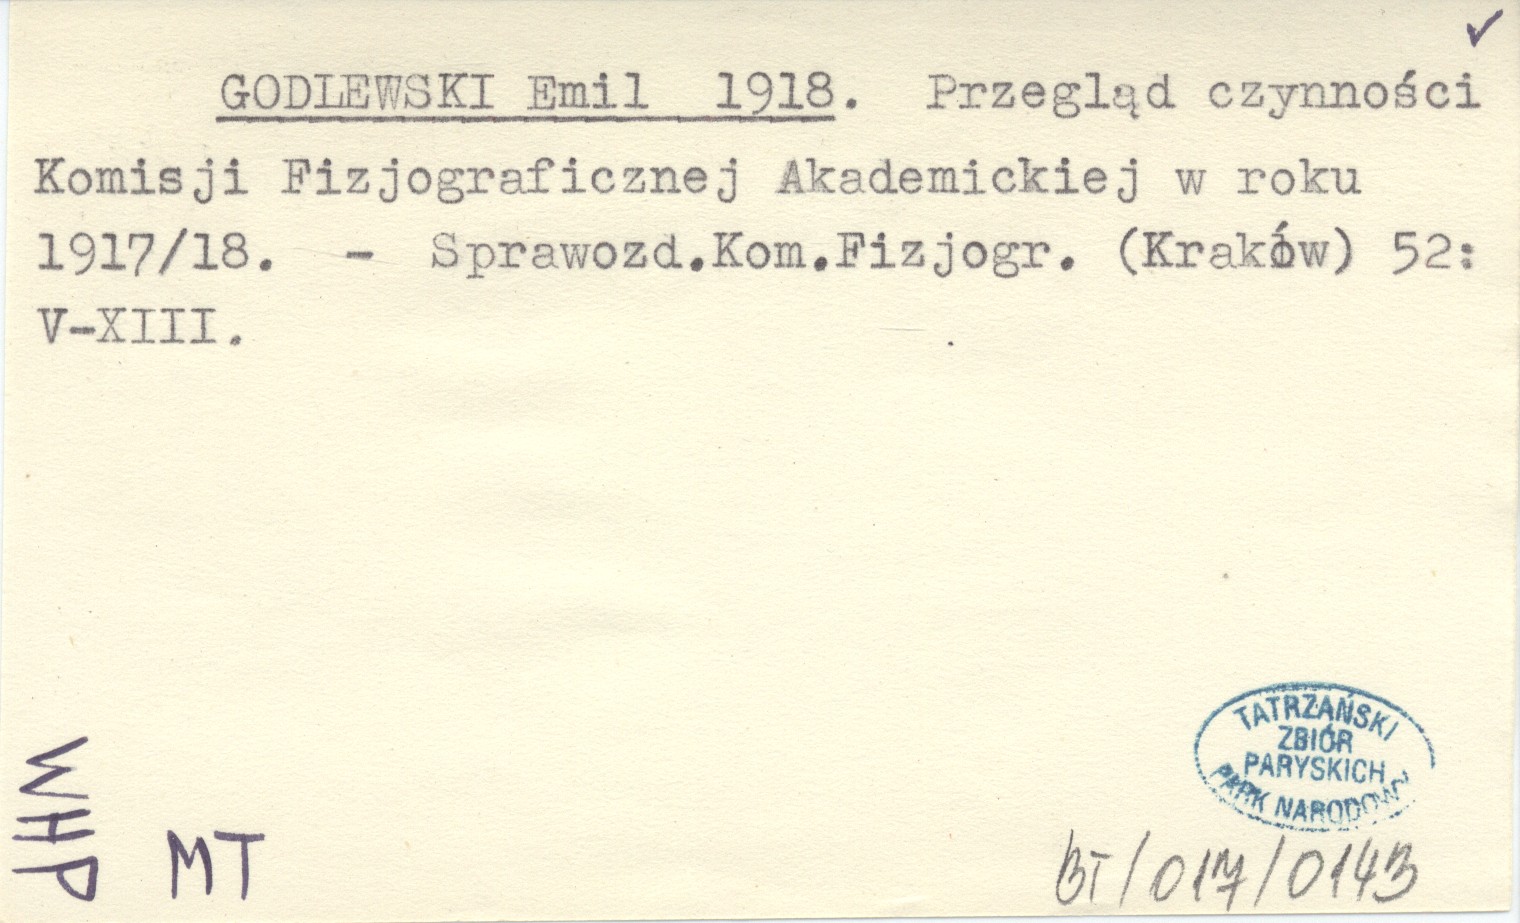 ✓
GODLEWSKI Emil 1918. Przegląd czynności
Komisji Fizjograficznej Akademickiej w roku
1917/18. - Sprawozd.Kom.Fizjogr. (Kraków) 52:
V-XIII.
TATRZAŃSKI
ZBIÓR
PARYSKICH
PARK NARODOWY
WHP
MT
BT/017/0143